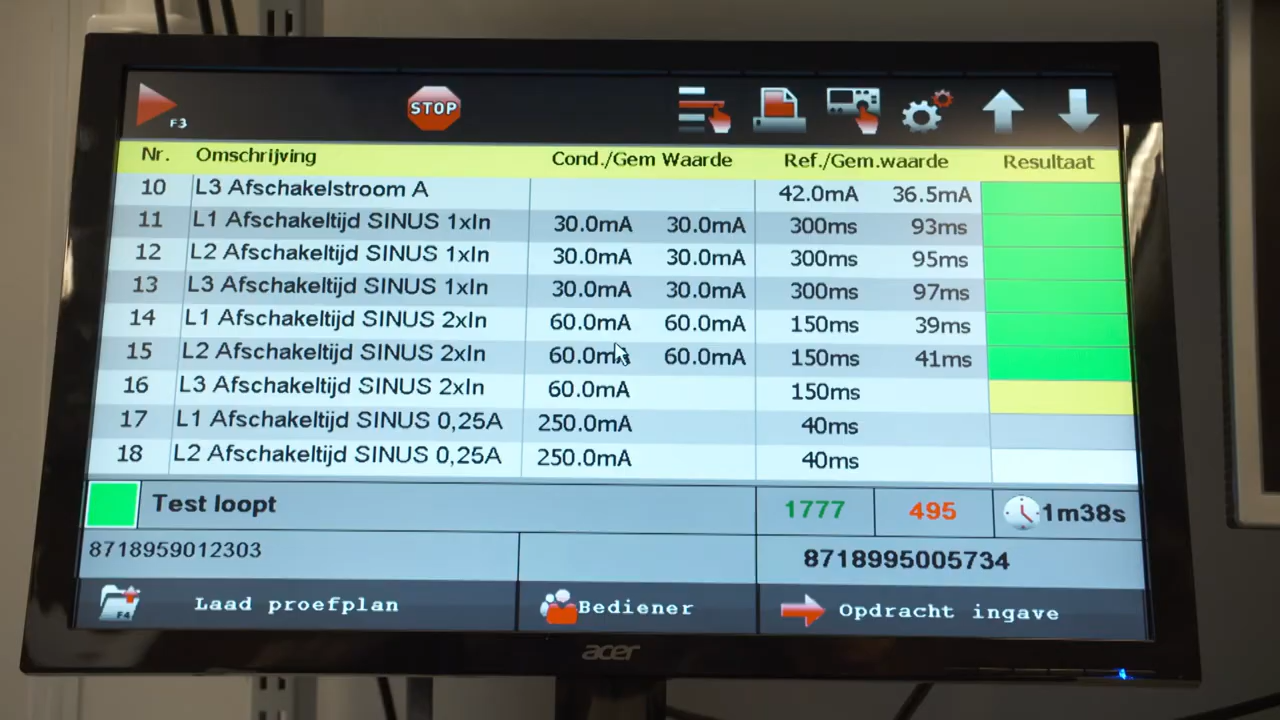 F3 STOP
Nr. Omschrijving Cond./Gem Waarde Ref./Gem.waarde Resultaat
10 L3 Afschakelstroom A 42.0mA 36.5mA
11 L1 Afschakeltijd SINUS 1xIn 30.0mA 30.0mA 300ms 93ms
12 L2 Afschakeltijd SINUS 1xIn 30.0mA 30.0mA 300ms 95ms
13 L3 Afschakeltijd SINUS 1xIn 30.0mA 30.0mA 300ms 97ms
14 L1 Afschakeltijd SINUS 2xIn 60.0mA 60.0mA 150ms 39ms
15 L2 Afschakeltijd SINUS 2xIn 60.0mA 60.0mA 150ms 41ms
16 L3 Afschakeltijd SINUS 2xIn 60.0mA 150ms
17 L1 Afschakeltijd SINUS 0,25A 250.0mA 40ms
18 L2 Afschakeltijd SINUS 0,25A 250.0mA 40ms
Test loopt 1777 495 1m38s
8718959012303 8718995005734
F4 Laad proefplan Bediener Opdracht ingave
acer